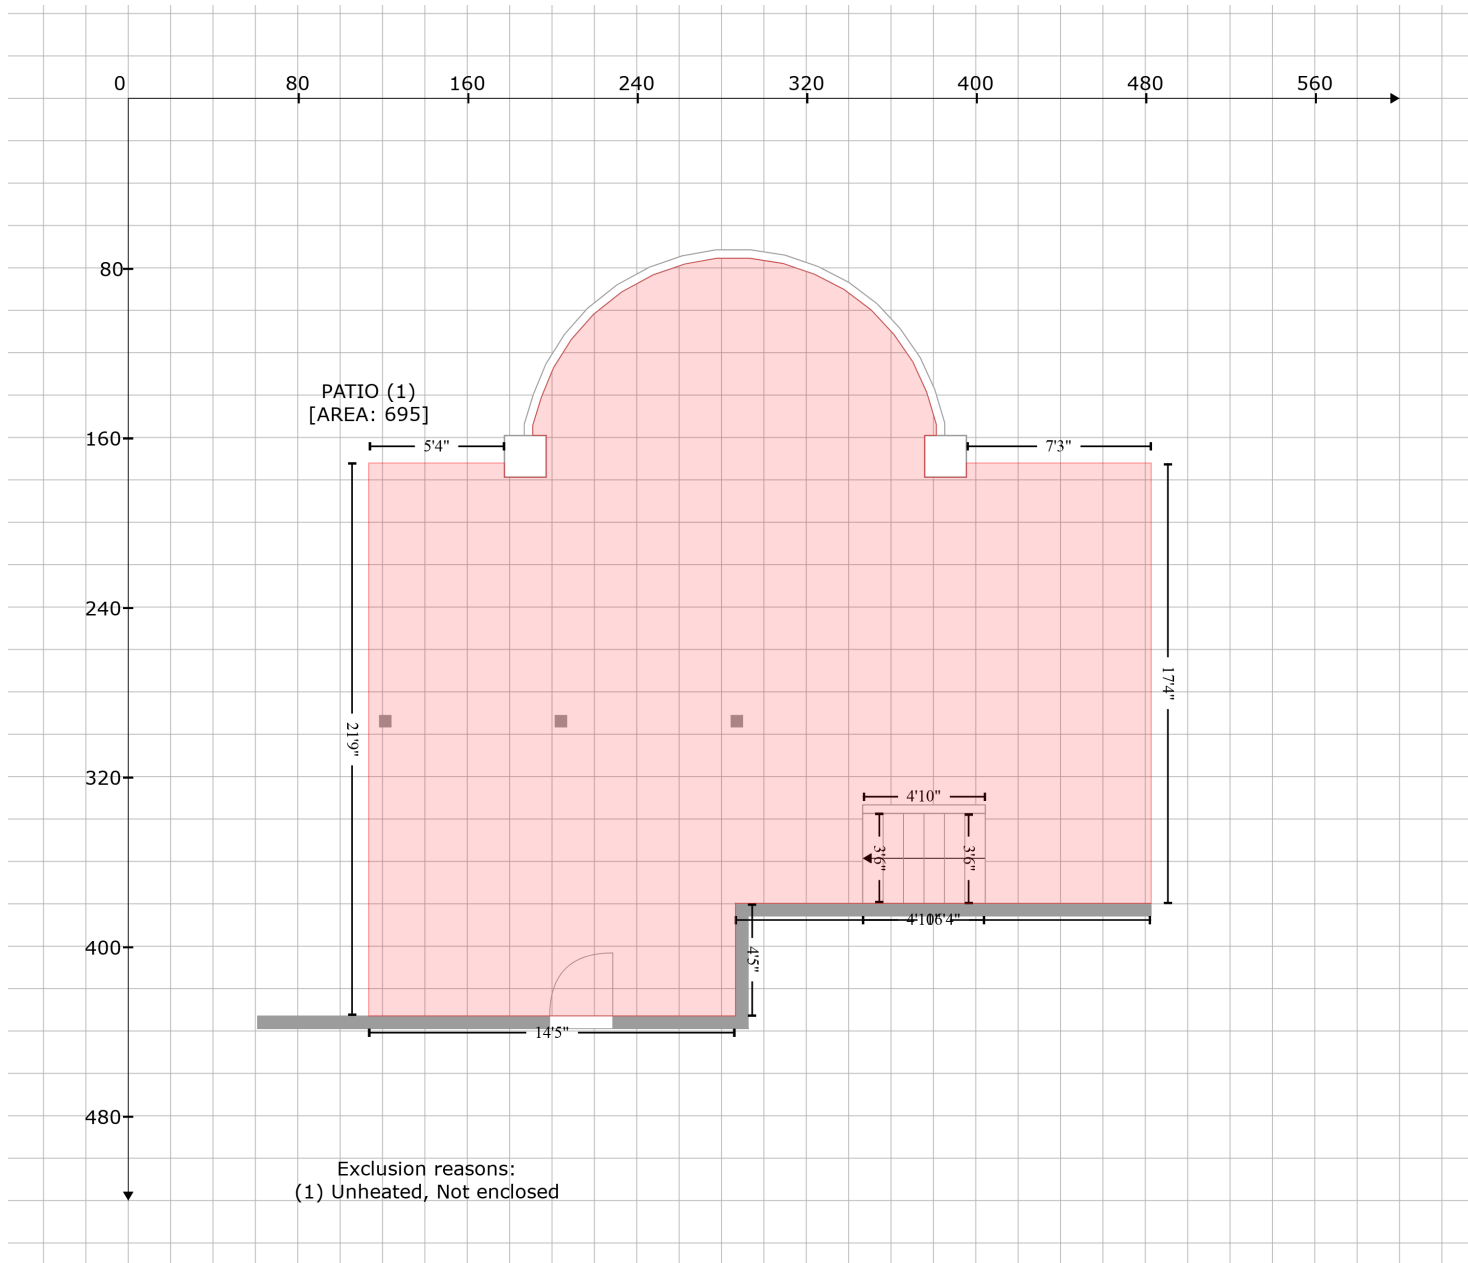 0 80 160 240 320 400 480 560
80
PATIO (1)
[AREA: 695]
160
5'4" 7'3"
240
17'4"
21'9"
320
4'10"
3'6" 3'6"
4'10" 16'4"
400
4'5"
14'5"
480
Exclusion reasons:
(1) Unheated, Not enclosed